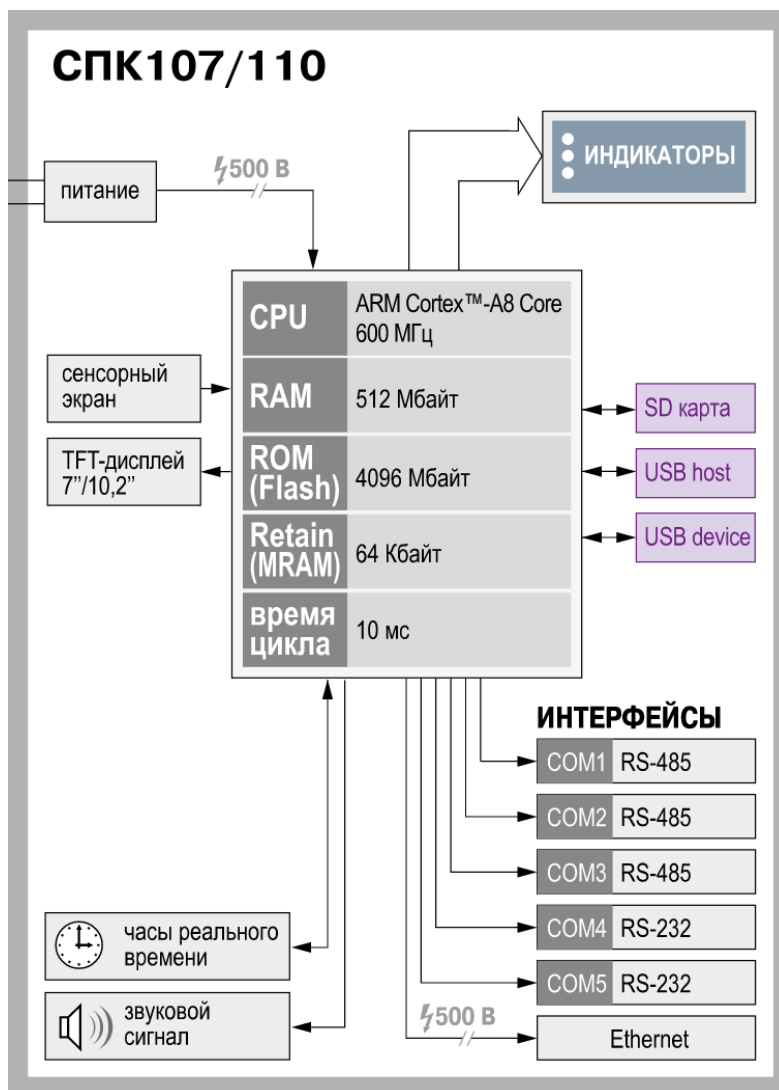 СПК107/110
питание
500 В
ИНДИКАТОРЫ
CPU
ARM Cortex™-A8 Core
600 МГц
RAM
512 Мбайт
ROM
(Flash)
4096 Мбайт
Retain
(MRAM)
64 Кбайт
время
цикла
10 мс
сенсорный
экран
TFT-дисплей
7”/10,2”
SD карта
USB host
USB device
ИНТЕРФЕЙСЫ
COM1 RS-485
COM2 RS-485
COM3 RS-485
COM4 RS-232
COM5 RS-232
500 В
Ethernet
часы реального
времени
звуковой
сигнал